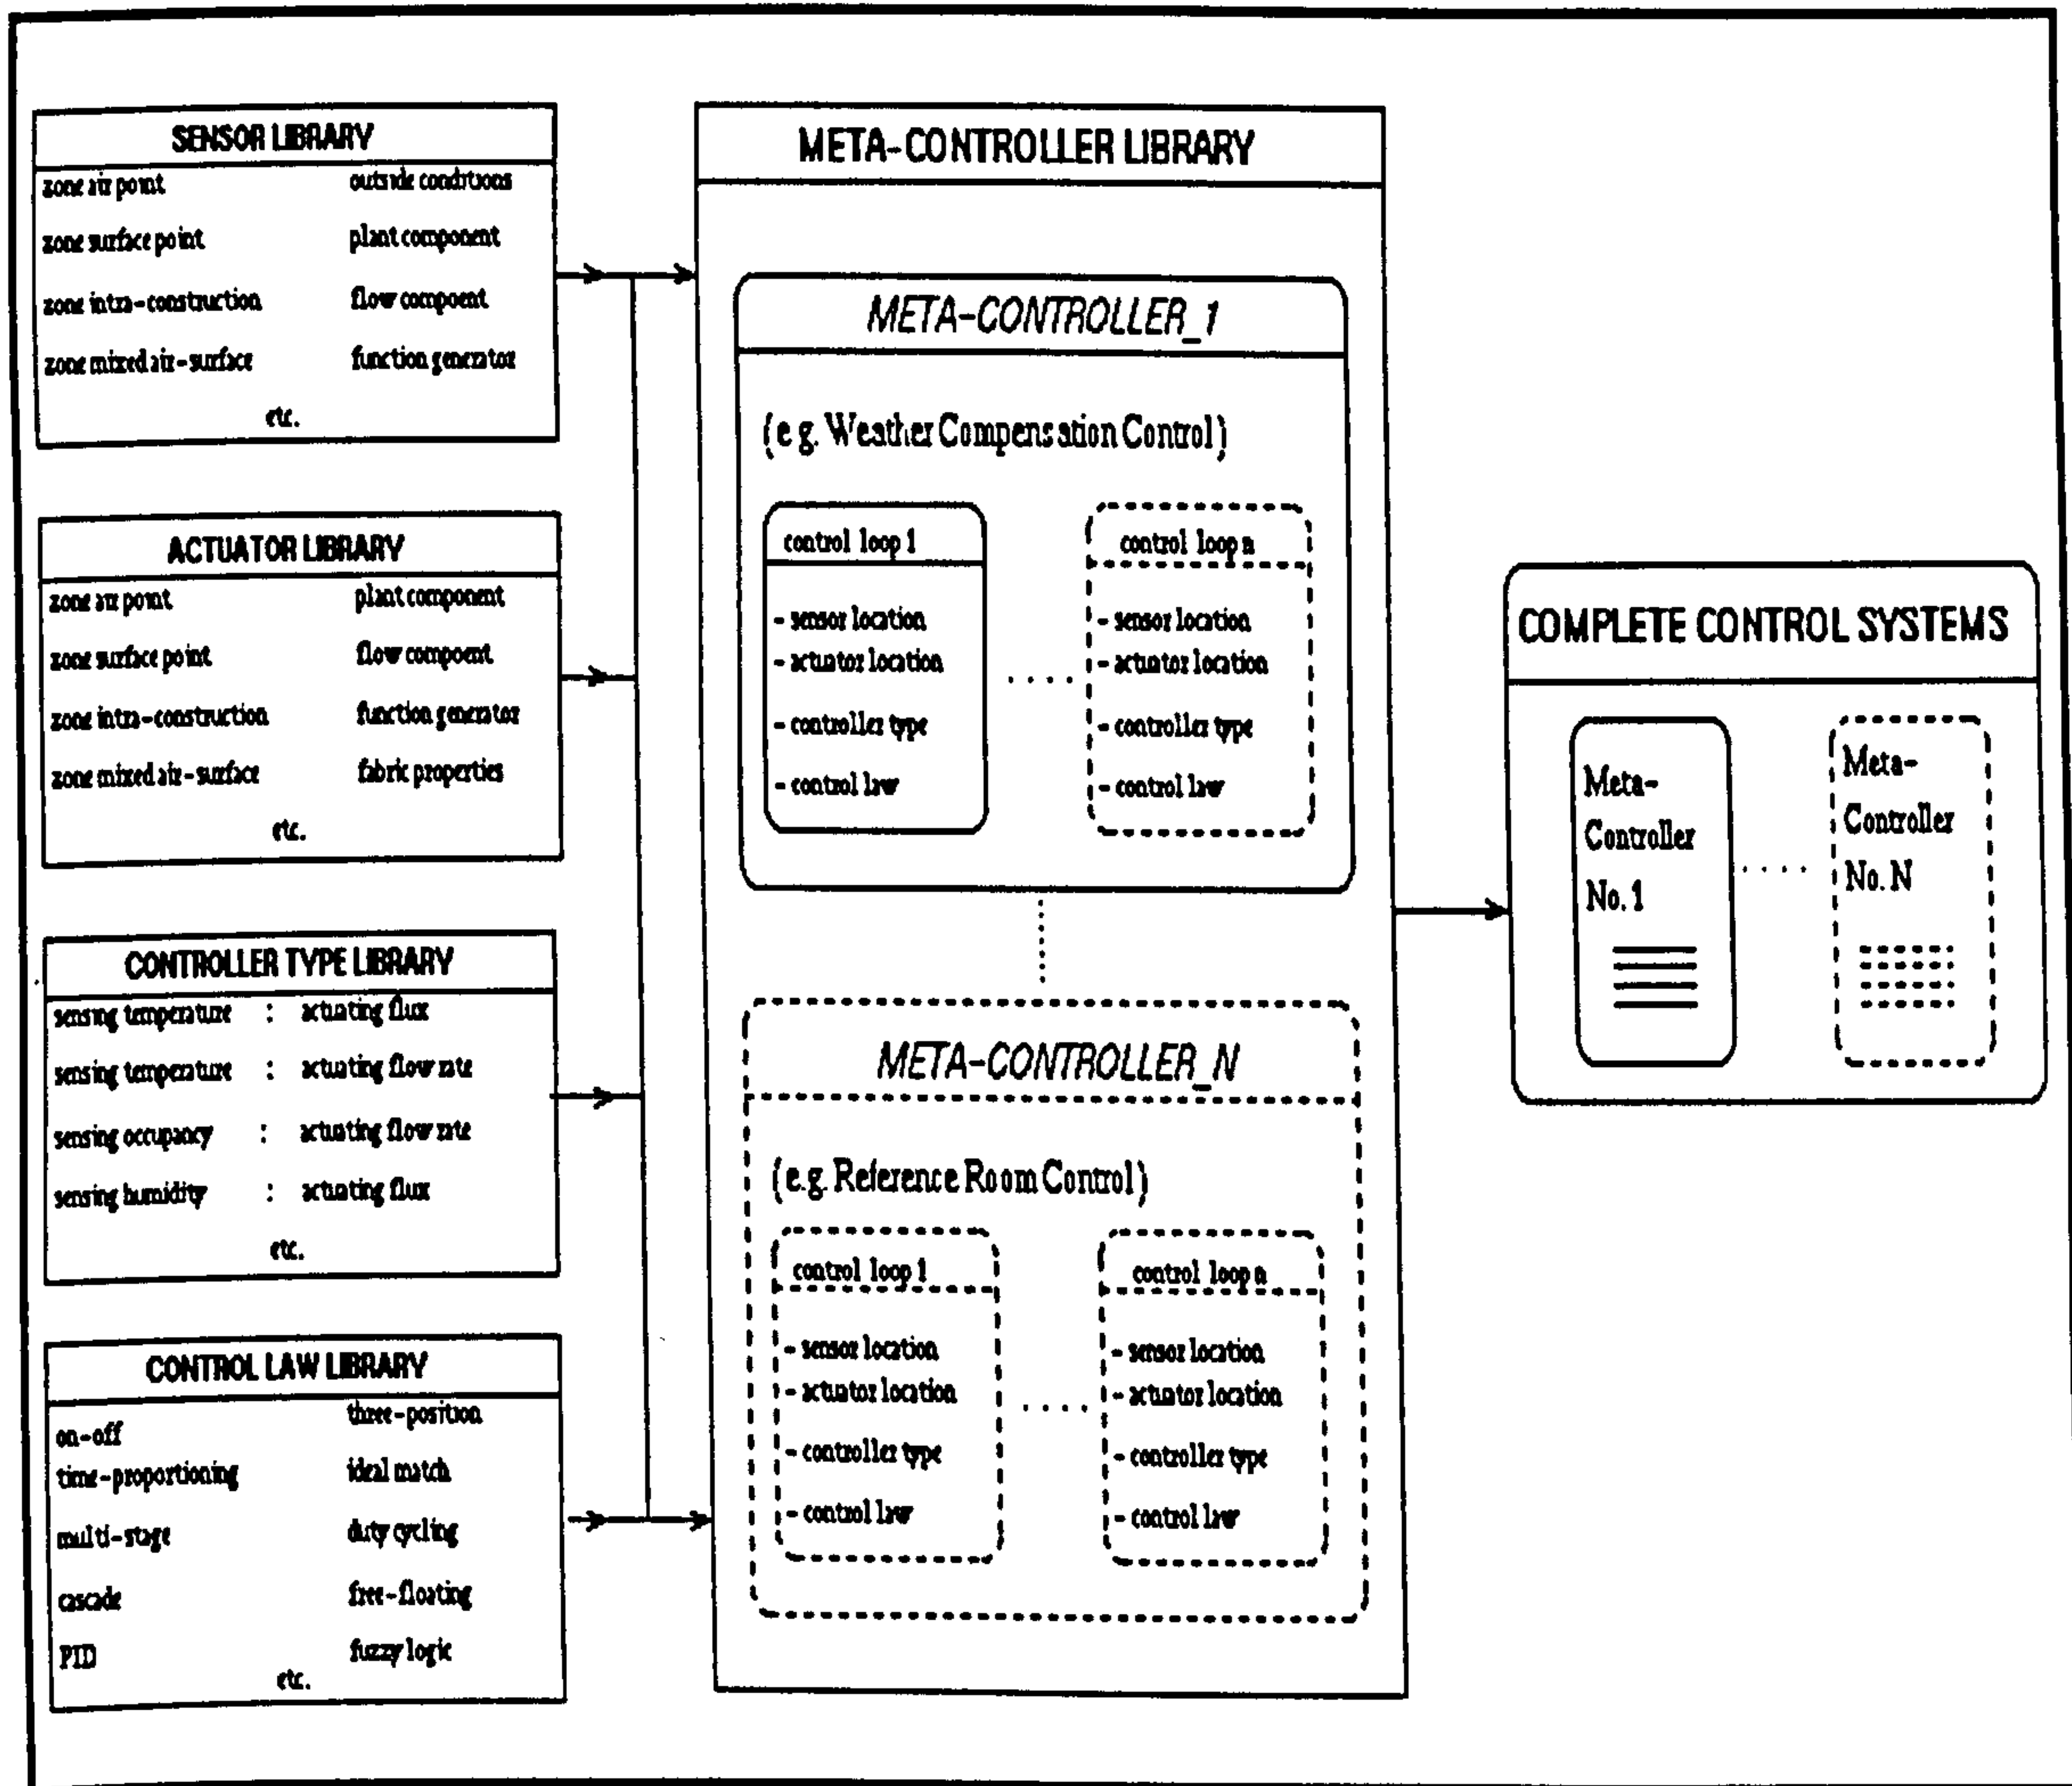 SENSOR LIBRARY
zone air point outside conditions
zone surface point plant component
zone intra-construction flow compoent
zone mixed air-surface function generator
etc.
ACTUATOR LIBRARY
zone air point plant component
zone surface point flow compoent
zone intra-construction function generator
zone mixed air-surface fabric properties
etc.
CONTROLLER TYPE LIBRARY
sensing temperature : actuating flux
sensing temperature : actuating flow rate
sensing occupancy : actuating flow rate
sensing humidity : actuating flux
etc.
CONTROL LAW LIBRARY
on-off three-position
time-proportioning ideal match
multi-stage duty cycling
cascade free-floating
PID fuzzy logic
etc.
META-CONTROLLER LIBRARY
META-CONTROLLER_1
(e.g. Weather Compensation Control)
control loop 1
- sensor location
- actuator location
- controller type
- control law
. . . .
control loop n
- sensor location
- actuator location
- controller type
- control law
META-CONTROLLER_N
(e.g. Reference Room Control)
control loop 1
- sensor location
- actuator location
- controller type
- control law
. . . .
control loop n
- sensor location
- actuator location
- controller type
- control law
COMPLETE CONTROL SYSTEMS
Meta-
Controller
No. 1
. . . .
Meta-
Controller
No. N